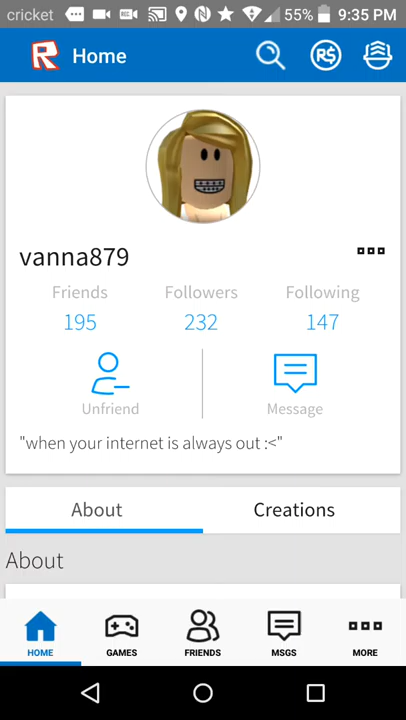 cricket 55% 9:35 PM
Home
vanna879
Friends Followers Following
195 232 147
Unfriend Message
"when your internet is always out :<"
About Creations
About
HOME GAMES FRIENDS MSGS MORE